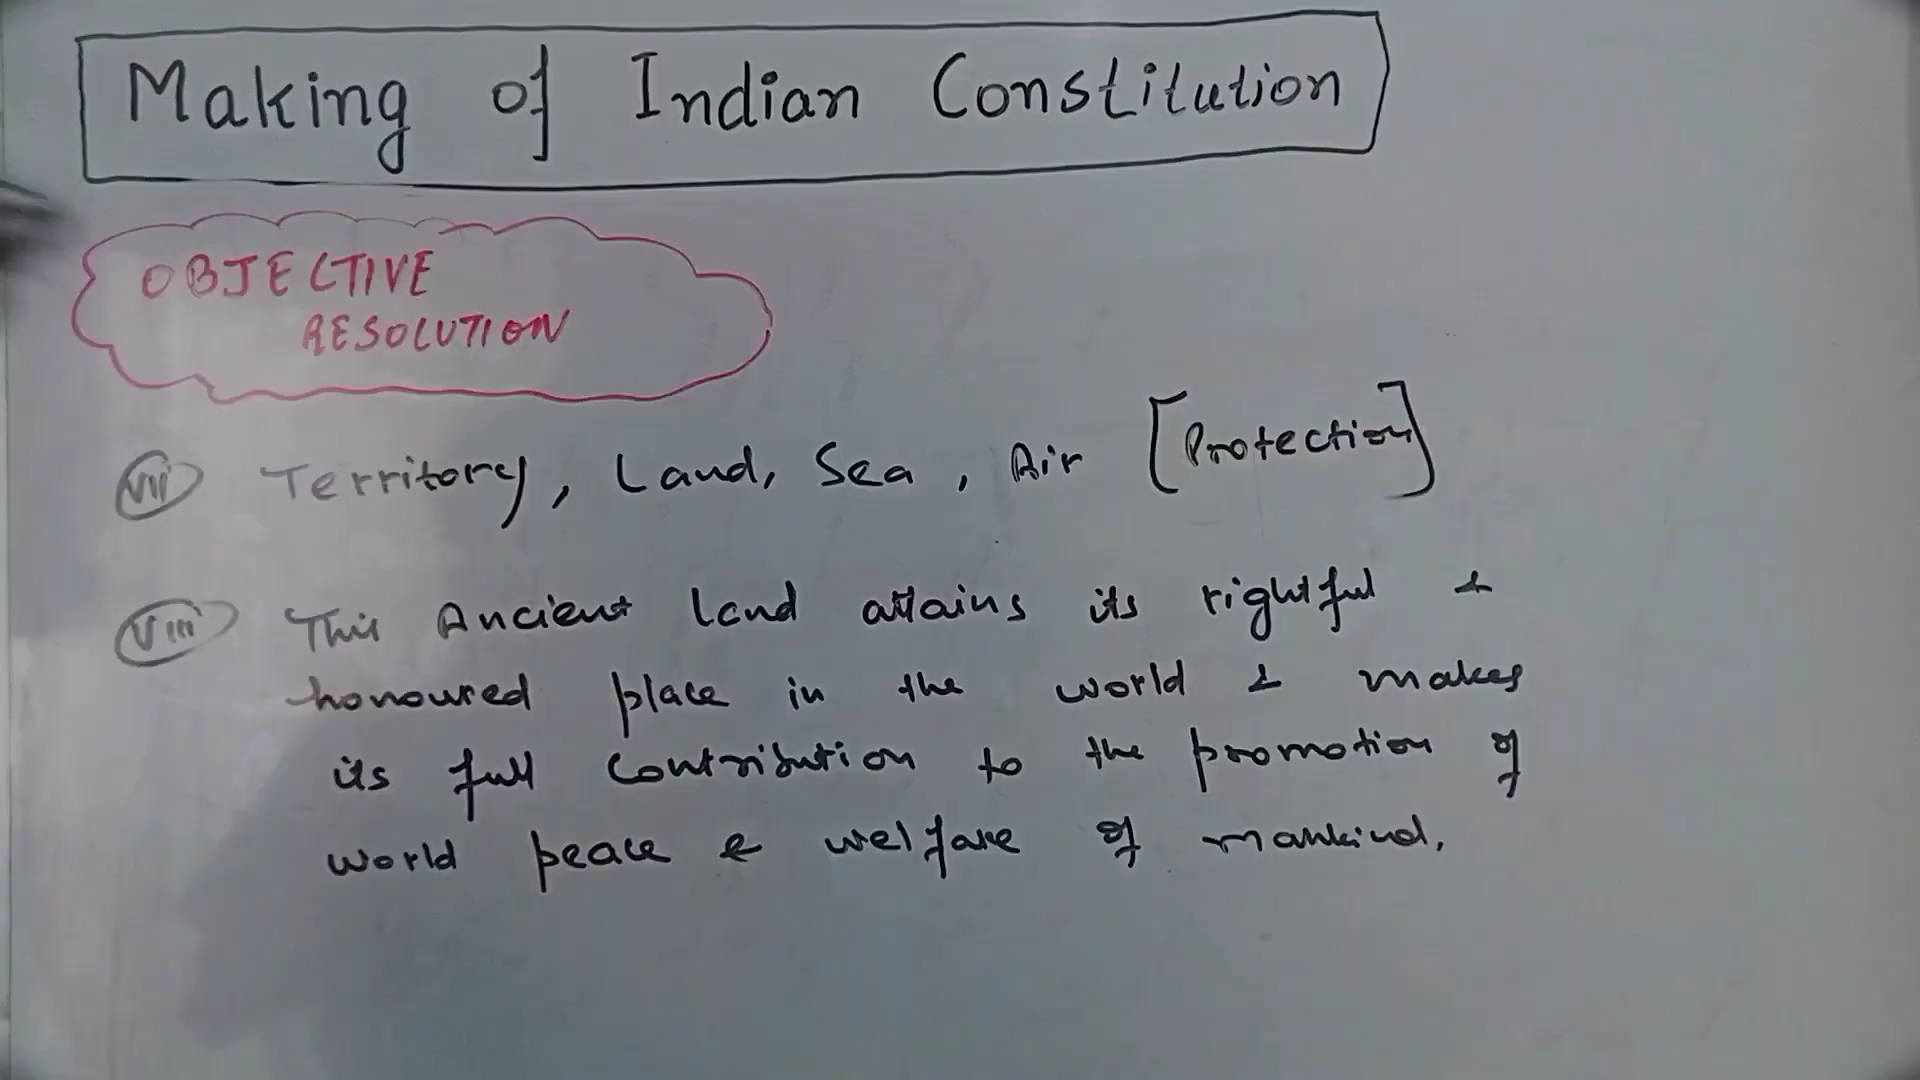 Making of Indian Constitution
OBJECTIVE
RESOLUTION
vii Territory, Land, Sea, Air [Protection]
viii This Ancient land attains its rightful &
honoured place in the world & makes
its full contribution to the promotion of
world peace & welfare of mankind.